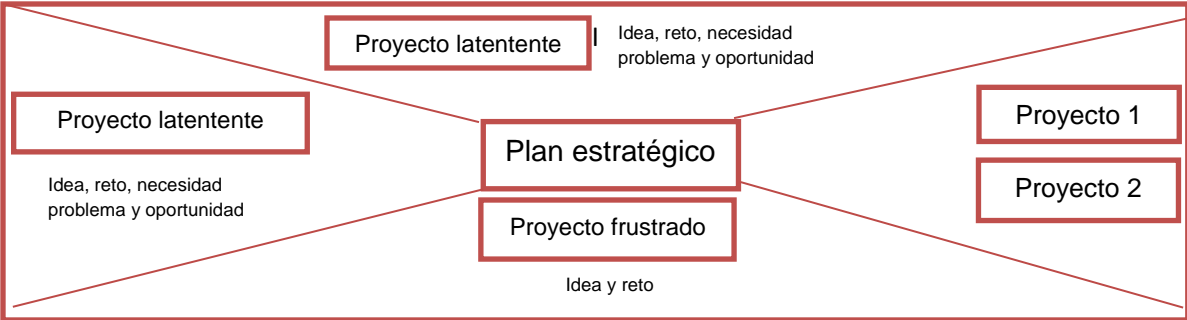 Proyecto latentente
l
Idea, reto, necesidad
problema y oportunidad
Proyecto latentente
Idea, reto, necesidad
problema y oportunidad
Plan estratégico
Proyecto frustrado
Idea y reto
Proyecto 1
Proyecto 2